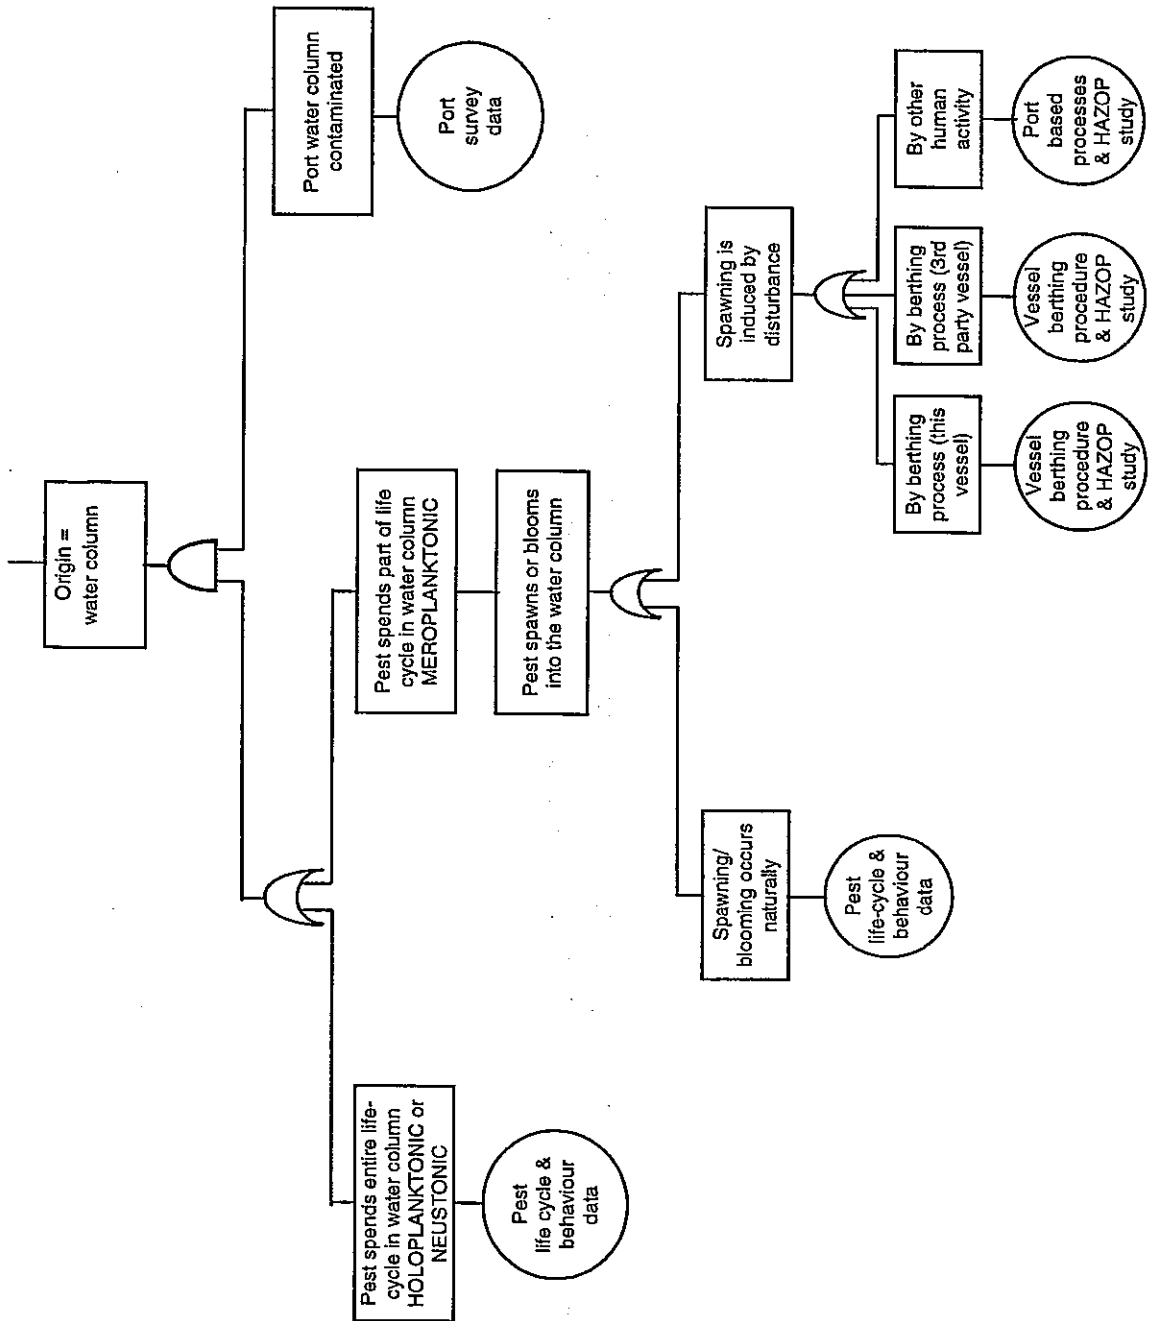 Origin =
water column
Port water column
contaminated
Port
survey
data
Pest spends entire life-
cycle in water column
HOLOPLANKTONIC or
NEUSTONIC
Pest
life cycle &
behaviour
data
Pest spends part of life
cycle in water column
MEROPLANKTONIC
Pest spawns or blooms
into the water column
Spawning/
blooming occurs
naturally
Pest
life-cycle &
behaviour
data
Spawning is
induced by
disturbance
By berthing
process (this
vessel)
Vessel
berthing
procedure
& HAZOP
study
By berthing
process (3rd
party vessel)
Vessel
berthing
procedure
& HAZOP
study
By other
human
activity
Port
based
processes
& HAZOP
study